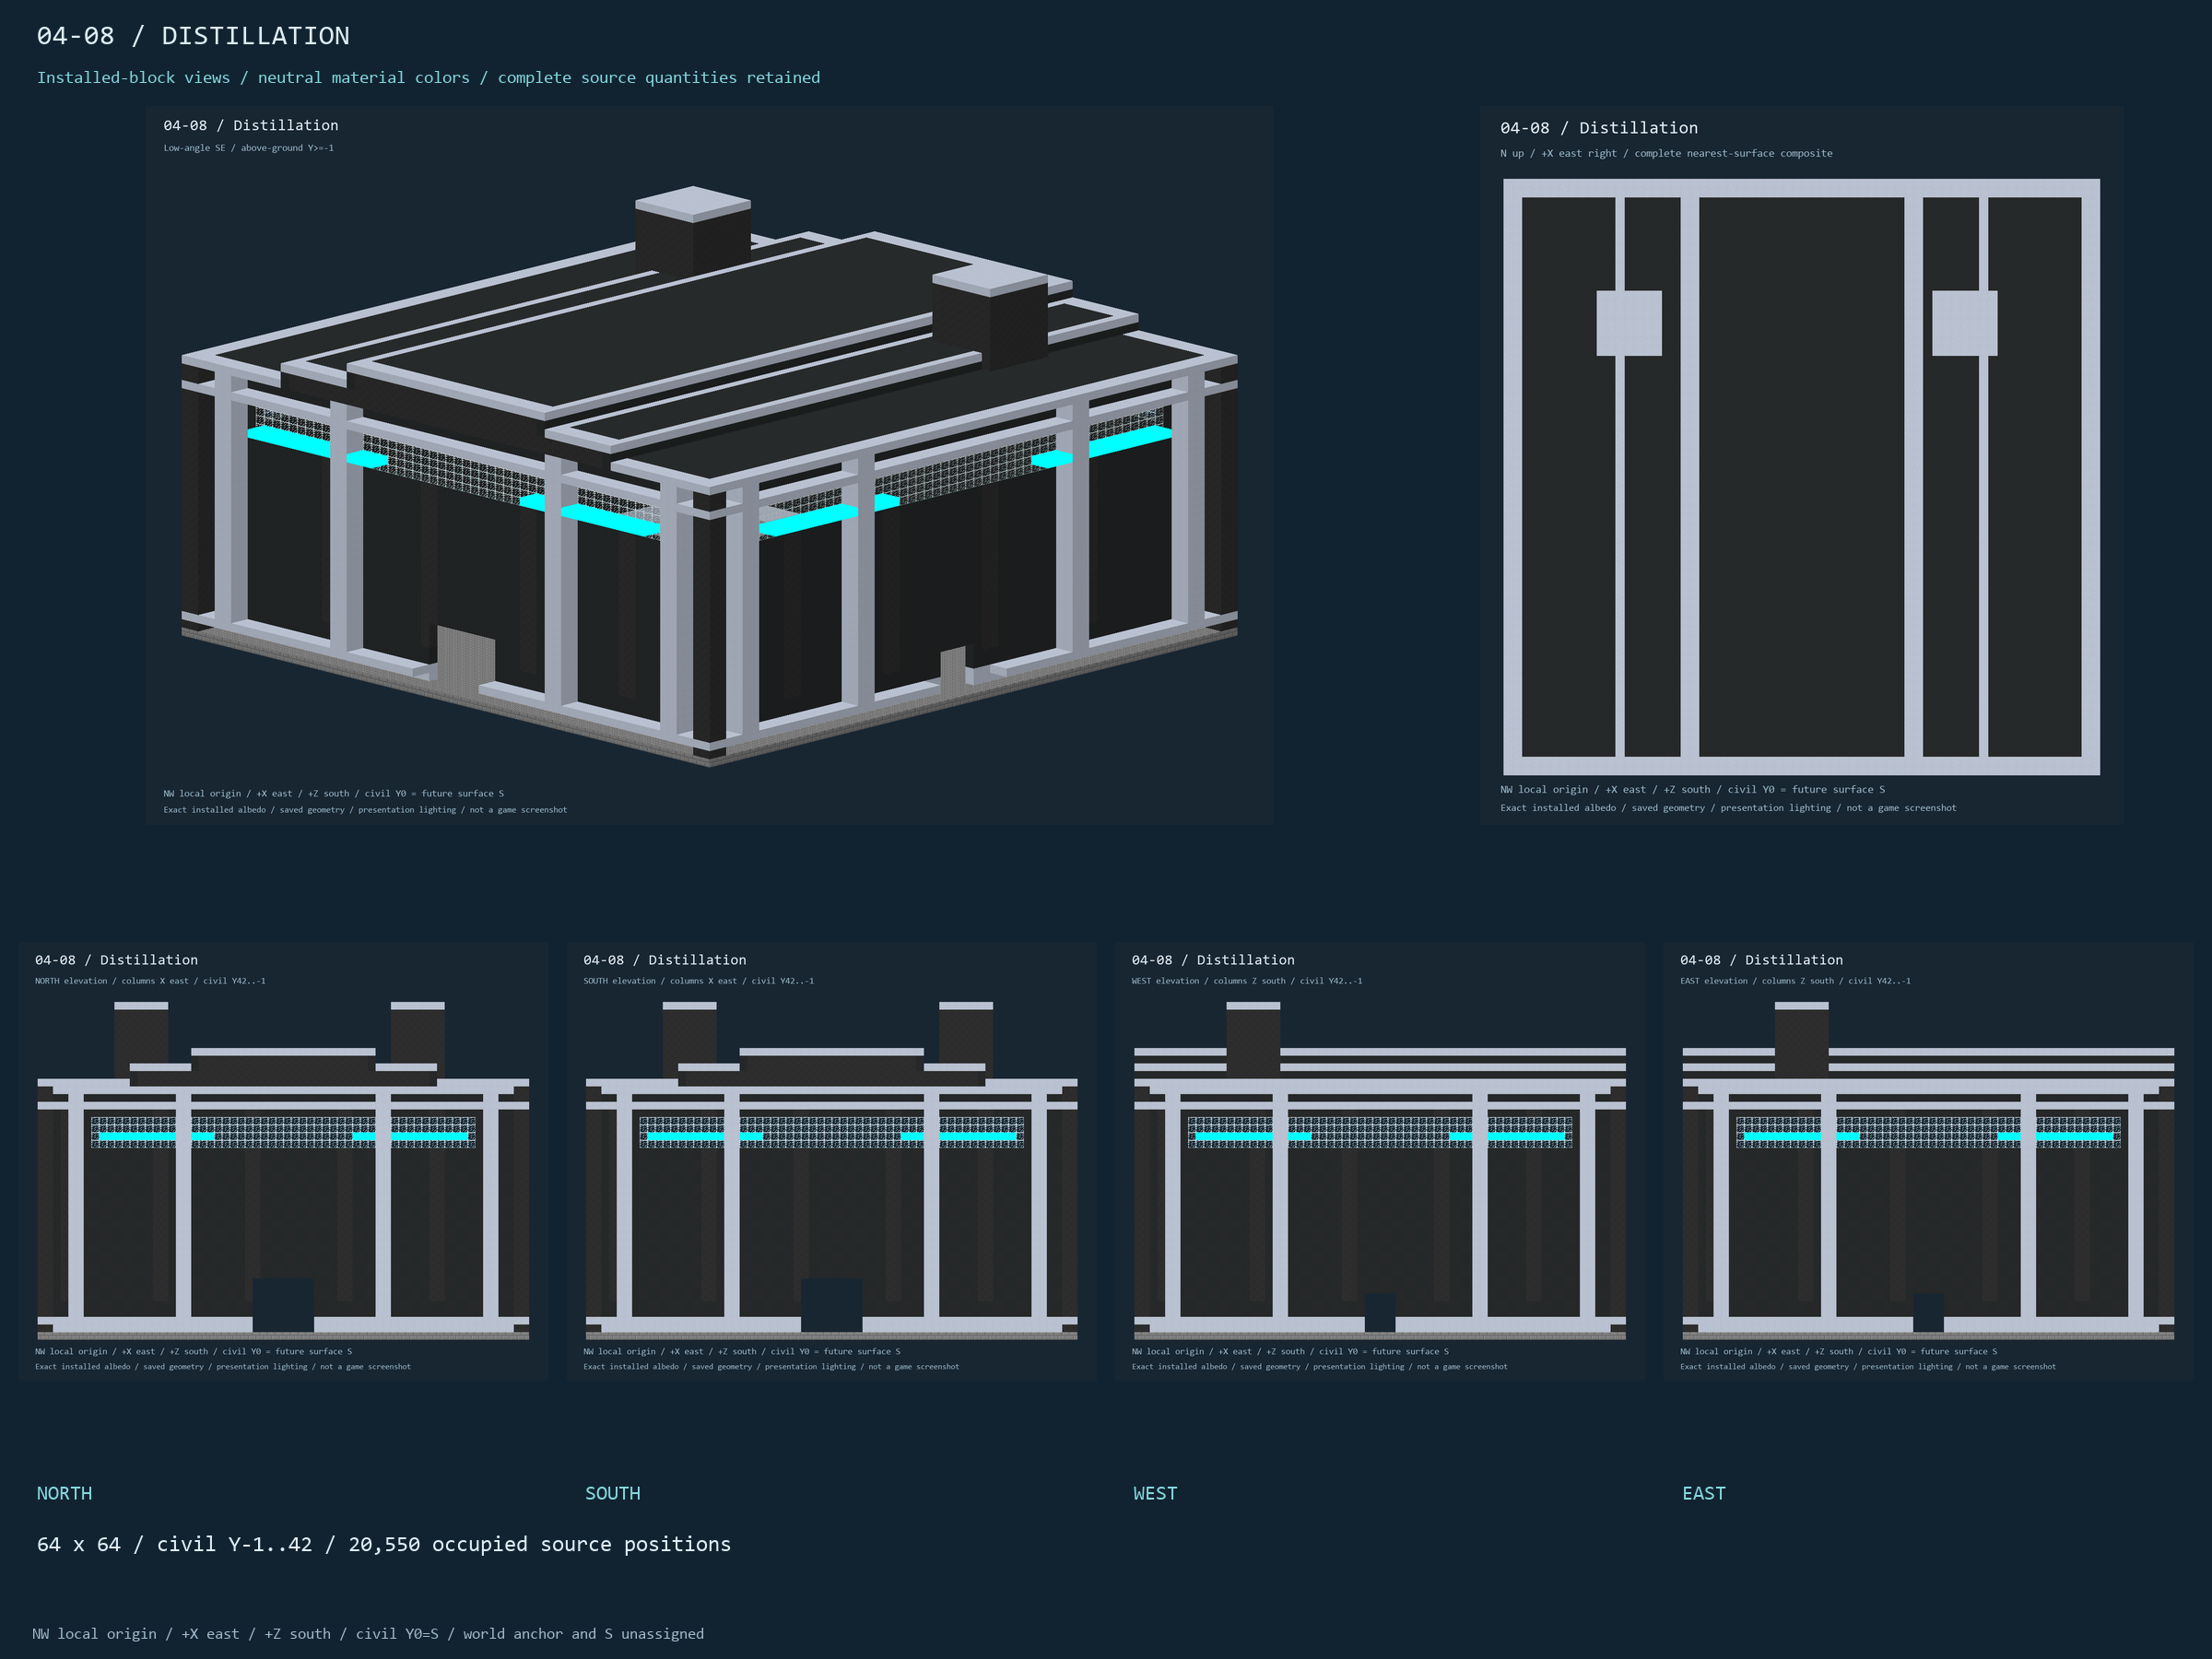 04-08 / DISTILLATION
Installed-block views / neutral material colors / complete source quantities retained
04-08 / Distillation
Low-angle SE / above-ground Y>=-1
NW local origin / +X east / +Z south / civil Y0 = future surface S
Exact installed albedo / saved geometry / presentation lighting / not a game screenshot
04-08 / Distillation
N up / +X east right / complete nearest-surface composite
NW local origin / +X east / +Z south / civil Y0 = future surface S
Exact installed albedo / saved geometry / presentation lighting / not a game screenshot
04-08 / Distillation
NORTH elevation / columns X east / civil Y42..-1
NW local origin / +X east / +Z south / civil Y0 = future surface S
Exact installed albedo / saved geometry / presentation lighting / not a game screenshot
04-08 / Distillation
SOUTH elevation / columns X east / civil Y42..-1
NW local origin / +X east / +Z south / civil Y0 = future surface S
Exact installed albedo / saved geometry / presentation lighting / not a game screenshot
04-08 / Distillation
WEST elevation / columns Z south / civil Y42..-1
NW local origin / +X east / +Z south / civil Y0 = future surface S
Exact installed albedo / saved geometry / presentation lighting / not a game screenshot
04-08 / Distillation
EAST elevation / columns Z south / civil Y42..-1
NW local origin / +X east / +Z south / civil Y0 = future surface S
Exact installed albedo / saved geometry / presentation lighting / not a game screenshot
NORTH
SOUTH
WEST
EAST
64 x 64 / civil Y-1..42 / 20,550 occupied source positions
NW local origin / +X east / +Z south / civil Y0=S / world anchor and S unassigned